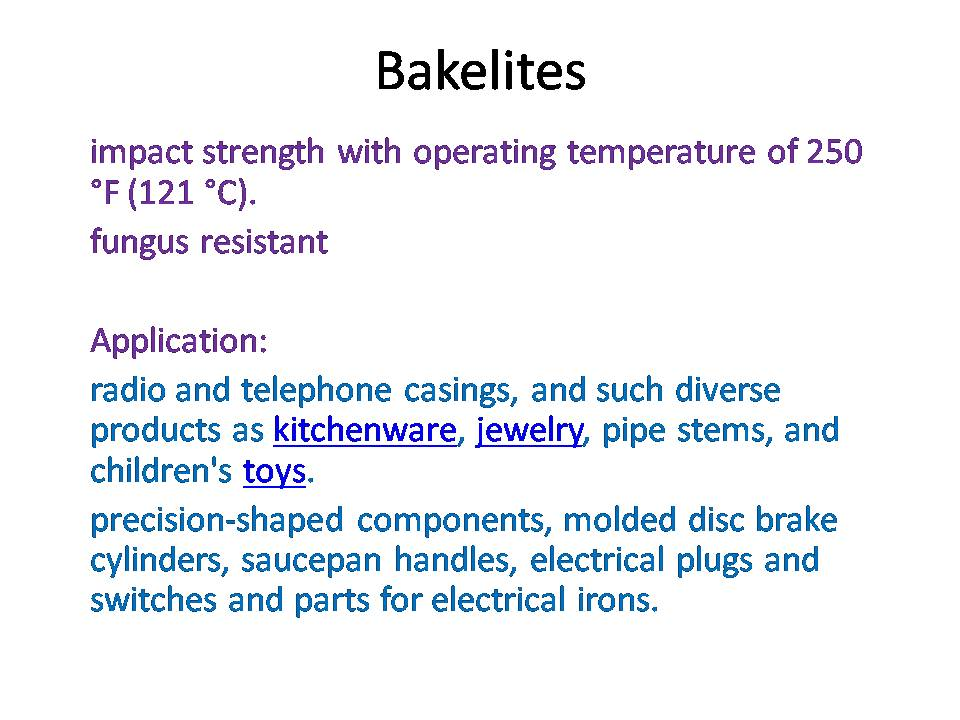 Bakelites
impact strength with operating temperature of 250
°F (121 °C).
fungus resistant
Application:
radio and telephone casings, and such diverse
products as kitchenware, jewelry, pipe stems, and
children's toys.
precision-shaped components, molded disc brake
cylinders, saucepan handles, electrical plugs and
switches and parts for electrical irons.